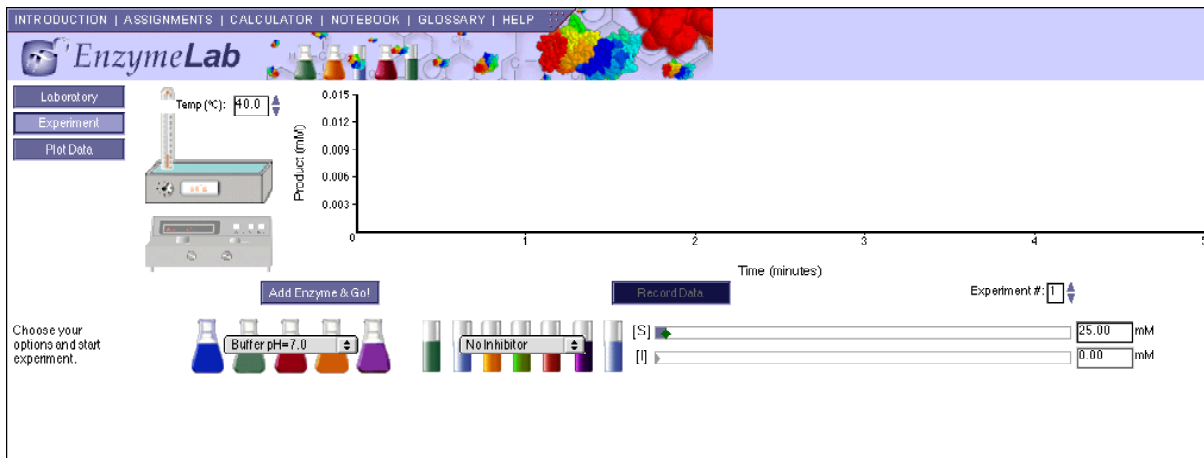 INTRODUCTION | ASSIGNMENTS | CALCULATOR | NOTEBOOK | GLOSSARY | HELP
EnzymeLab
Laboratory
Experiment
Plot Data
Temp (ºC): 40.0
Product (mM)
0.015
0.012
0.009
0.006
0.003
0 1 2 3 4 5
Time (minutes)
Add Enzyme & Go!
Record Data
Experiment #: 1
Choose your
options and start
experiment.
Buffer pH=7.0
No Inhibitor
[S] 25.00 mM
[I] 0.00 mM